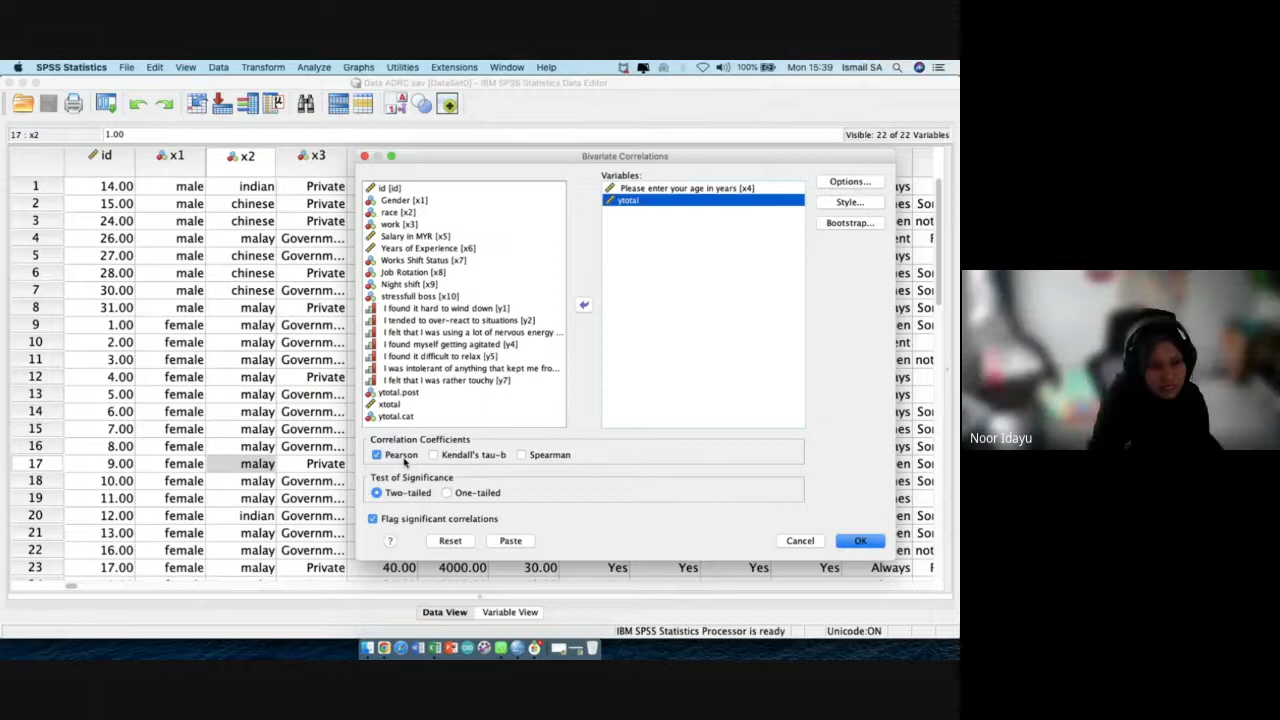 SPSS Statistics File Edit View Data Transform Analyze Graphs Utilities Extensions Window Help 100% Mon 15:39 Ismail SA
Data ADRC.sav [DataSet0] - IBM SPSS Statistics Data Editor
17 : x2 1.00 Visible: 22 of 22 Variables
id x1 x2 x3
1 14.00 male indian Private
2 15.00 male chinese Private
3 24.00 male chinese Private
4 26.00 male malay Governm...
5 27.00 male chinese Governm...
6 28.00 male chinese Private
7 30.00 male chinese Governm...
8 31.00 male malay Private
9 1.00 female malay Governm...
10 2.00 female malay Governm...
11 3.00 female malay Governm...
12 4.00 female malay Private
13 5.00 female malay Governm...
14 6.00 female malay Governm...
15 7.00 female malay Governm...
16 8.00 female malay Governm...
17 9.00 female malay Private
18 10.00 female malay Governm...
19 11.00 female malay Governm...
20 12.00 female indian Governm...
21 13.00 female malay Governm...
22 16.00 female malay Governm...
23 17.00 female malay Private 40.00 4000.00 30.00 Yes Yes Yes Yes Always
Bivariate Correlations
id [id]
Gender [x1]
race [x2]
work [x3]
Salary in MYR [x5]
Years of Experience [x6]
Works Shift Status [x7]
Job Rotation [x8]
Night shift [x9]
stressfull boss [x10]
I found it hard to wind down [y1]
I tended to over-react to situations [y2]
I felt that I was using a lot of nervous energy ...
I found myself getting agitated [y4]
I found it difficult to relax [y5]
I was intolerant of anything that kept me fro...
I felt that I was rather touchy [y7]
ytotal.post
xtotal
ytotal.cat
Variables:
Please enter your age in years [x4]
ytotal
Options...
Style...
Bootstrap...
Correlation Coefficients
Pearson Kendall's tau-b Spearman
Test of Significance
Two-tailed One-tailed
Flag significant correlations
? Reset Paste Cancel OK
Data View Variable View
IBM SPSS Statistics Processor is ready Unicode:ON
Noor Idayu